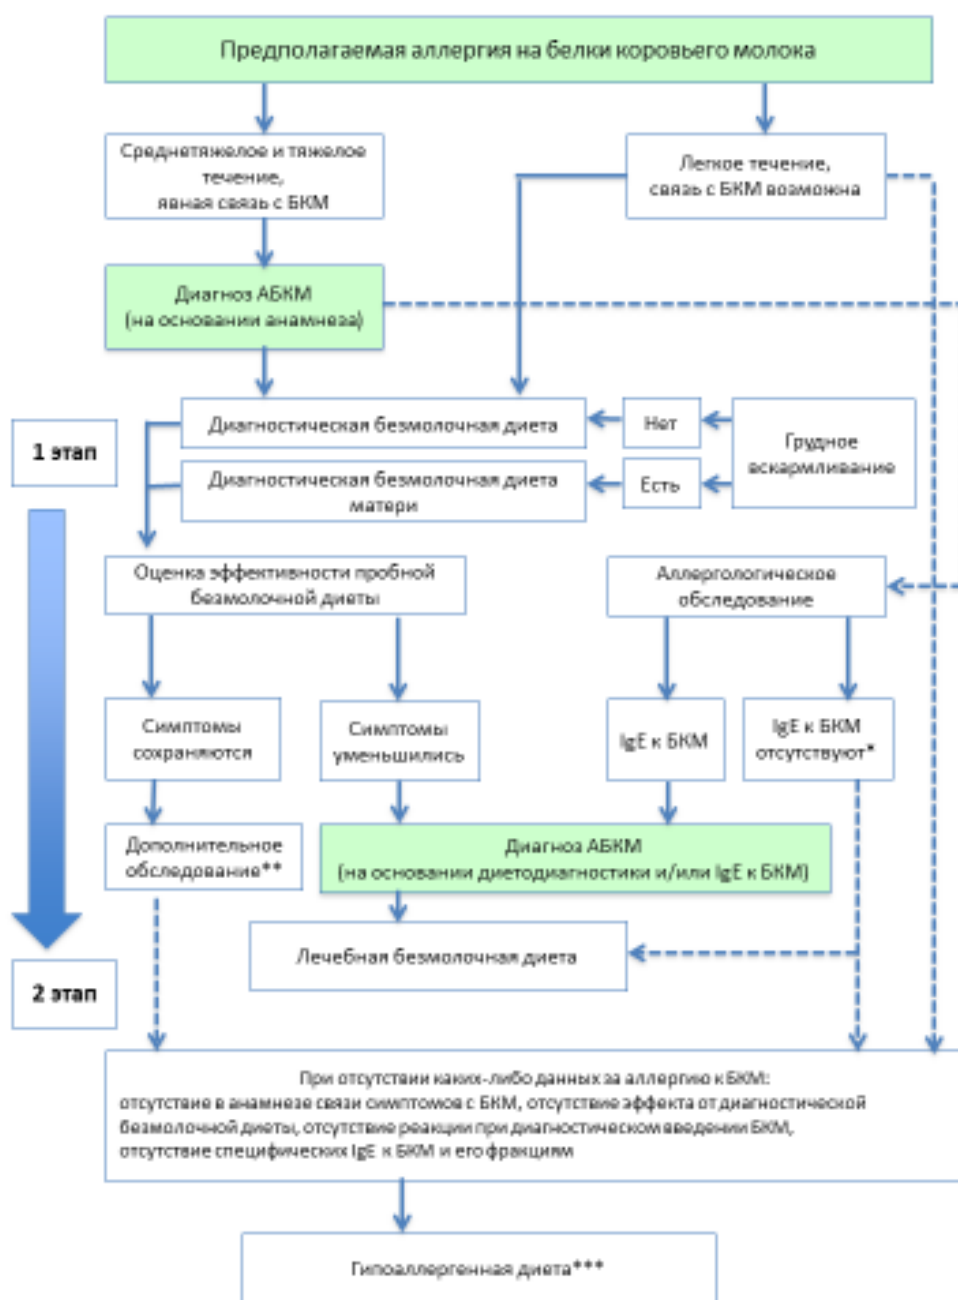 Предполагаемая аллергия на белки коровьего молока
Среднетяжелое и тяжелое
течение,
явная связь с БКМ
Легкое течение,
связь с БКМ возможна
Диагноз АБКМ
(на основании анамнеза)
1 этап
Диагностическая безмолочная диета
Нет
Грудное
вскармливание
Диагностическая безмолочная диета
матери
Есть
Оценка эффективности пробной
безмолочной диеты
Аллергологическое
обследование
Симптомы
сохраняются
Симптомы
уменьшились
IgE к БКМ
IgE к БКМ
отсутствуют*
Дополнительное
обследование**
Диагноз АБКМ
(на основании диетодиагностики и/или IgE к БКМ)
Лечебная безмолочная диета
2 этап
При отсутствии каких-либо данных за аллергию к БКМ:
отсутствие в анамнезе связи симптомов с БКМ, отсутствие эффекта от диагностической
безмолочной диеты, отсутствие реакции при диагностическом введении БКМ,
отсутствие специфических IgE к БКМ и его фракциям
Гипоаллергенная диета***